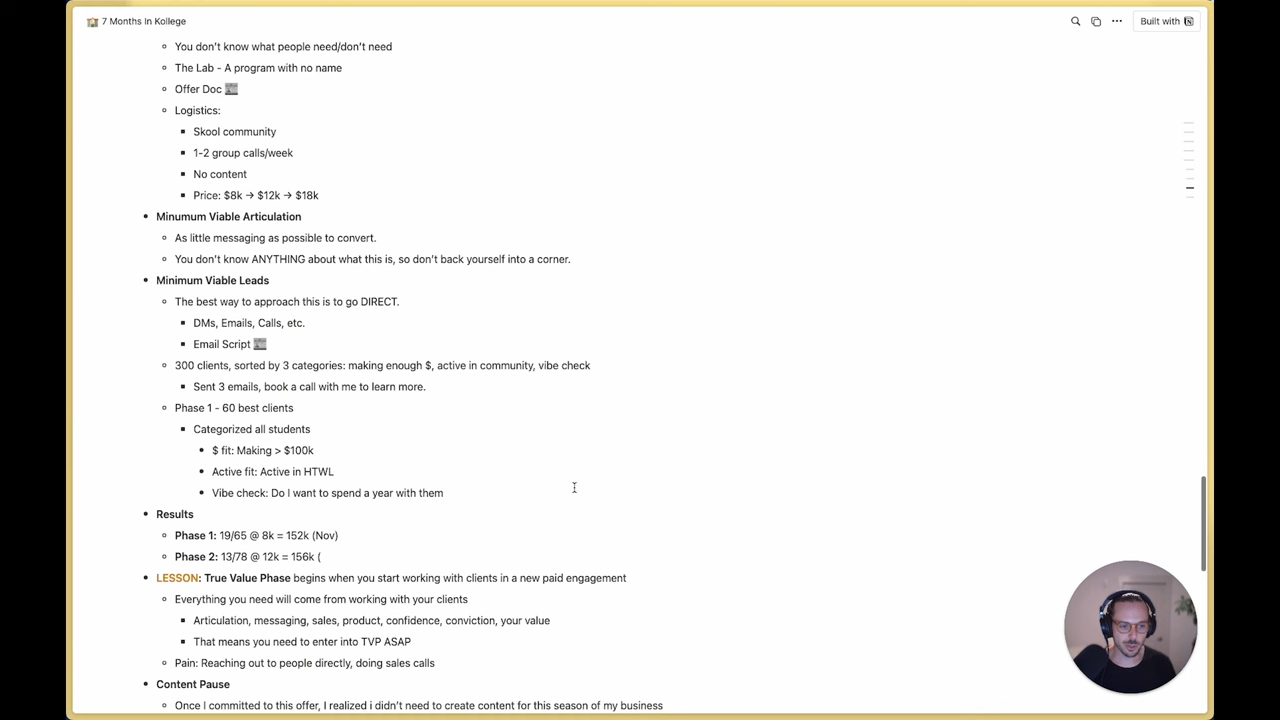 7 Months In Kollege
Built with
You don't know what people need/don't need
The Lab - A program with no name
Offer Doc
Logistics:
Skool community
1-2 group calls/week
No content
Price: $8k → $12k → $18k
Minumum Viable Articulation
As little messaging as possible to convert.
You don't know ANYTHING about what this is, so don't back yourself into a corner.
Minimum Viable Leads
The best way to approach this is to go DIRECT.
DMs, Emails, Calls, etc.
Email Script
300 clients, sorted by 3 categories: making enough $, active in community, vibe check
Sent 3 emails, book a call with me to learn more.
Phase 1 - 60 best clients
Categorized all students
$ fit: Making > $100k
Active fit: Active in HTWL
Vibe check: Do I want to spend a year with them
Results
Phase 1: 19/65 @ 8k = 152k (Nov)
Phase 2: 13/78 @ 12k = 156k (
LESSON: True Value Phase begins when you start working with clients in a new paid engagement
Everything you need will come from working with your clients
Articulation, messaging, sales, product, confidence, conviction, your value
That means you need to enter into TVP ASAP
Pain: Reaching out to people directly, doing sales calls
Content Pause
Once I committed to this offer, I realized i didn't need to create content for this season of my business